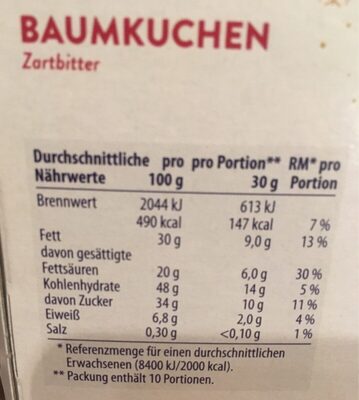 BAUMKUCHEN
Zartbitter
Durchschnittliche pro pro Portion** RM* pro
Nährwerte 100 g 30 g Portion
Brennwert 2044 kJ 613 kJ
490 kcal 147 kcal 7 %
Fett 30 g 9,0 g 13 %
davon gesättigte
Fettsäuren 20 g 6,0 g 30 %
Kohlenhydrate 48 g 14 g 5 %
davon Zucker 34 g 10 g 11 %
Eiweiß 6,8 g 2,0 g 4 %
Salz 0,30 g <0,10 g 1 %
* Referenzmenge für einen durchschnittlichen
Erwachsenen (8400 kJ/2000 kcal).
** Packung enthält 10 Portionen.